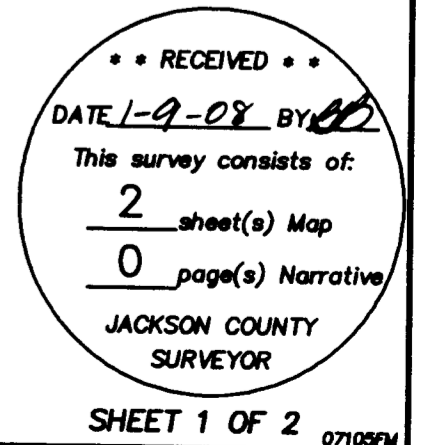 * * RECEIVED * *
DATE 1-9-08 BY BB
This survey consists of:
2 sheet(s) Map
0 page(s) Narrative
JACKSON COUNTY
SURVEYOR
SHEET 1 OF 2 07105FM